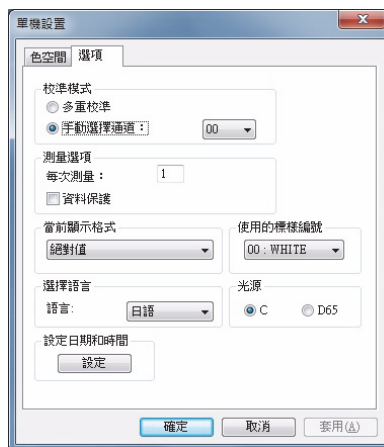 單機設置
色空間 選項
校準模式
多重校準
手動選擇通道： 00
測量選項
每次測量： 1
資料保護
當前顯示格式 使用的標樣編號
絕對值 00 : WHITE
選擇語言 光源
語言: 日語 C D65
設定日期和時間
設定
確定 取消 套用(A)